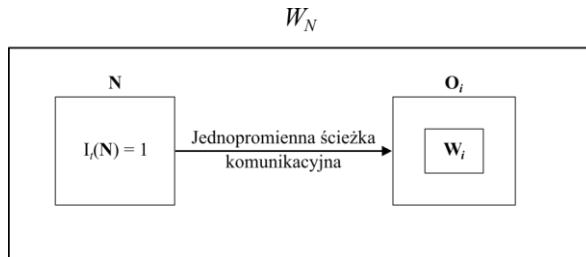 W_N
N
O_i
I_t(N) = 1
Jednopromienna ścieżka
komunikacyjna
W_i